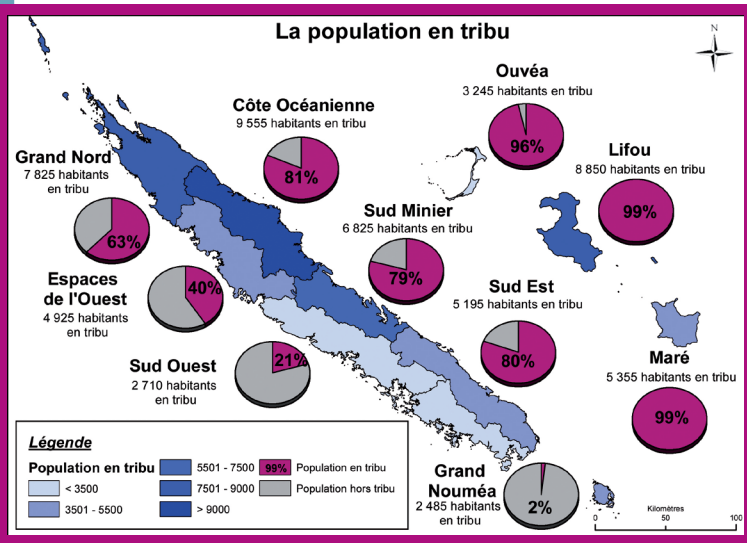 La population en tribu
N
Ouvéa
3 245 habitants en tribu
96%
Côte Océanienne
9 555 habitants en tribu
81%
Lifou
8 850 habitants en tribu
99%
Grand Nord
7 825 habitants
en tribu
63%
Sud Minier
6 825 habitants en tribu
79%
Espaces
de l'Ouest
4 925 habitants
en tribu
40%
Sud Est
5 195 habitants en tribu
80%
Sud Ouest
2 710 habitants
en tribu
21%
Maré
5 355 habitants en tribu
99%
Grand
Nouméa
2 485 habitants
en tribu
2%
Légende
Population en tribu
< 3500
3501 - 5500
5501 - 7500
7501 - 9000
> 9000
99% Population en tribu
Population hors tribu
Kilomètres
0 50 100